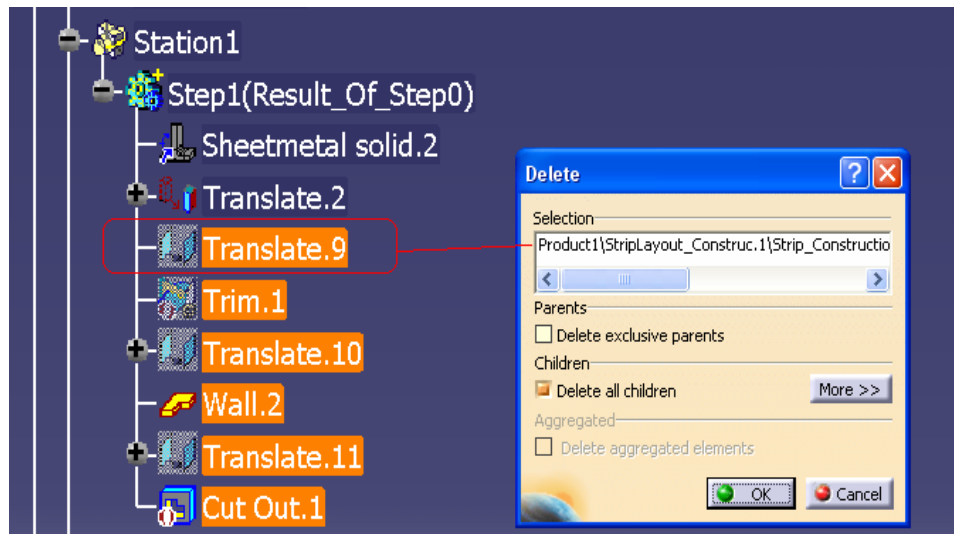 Station1
Step1(Result_Of_Step0)
Sheetmetal solid.2
Translate.2
Translate.9
Trim.1
Translate.10
Wall.2
Translate.11
Cut Out.1
Delete
Selection
Product1\StripLayout_Construc.1\Strip_Constructio
Parents
Delete exclusive parents
Children
Delete all children
More >>
Aggregated
Delete aggregated elements
OK
Cancel